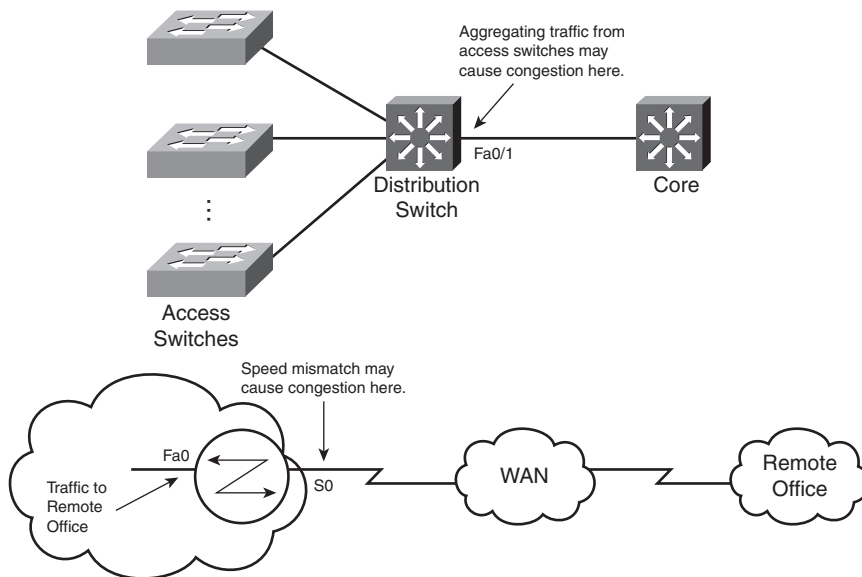 Aggregating traffic from
access switches may
cause congestion here.
Fa0/1
Distribution
Switch
Core
⋮
Access
Switches
Speed mismatch may
cause congestion here.
Fa0
S0
Traffic to
Remote
Office
WAN
Remote
Office